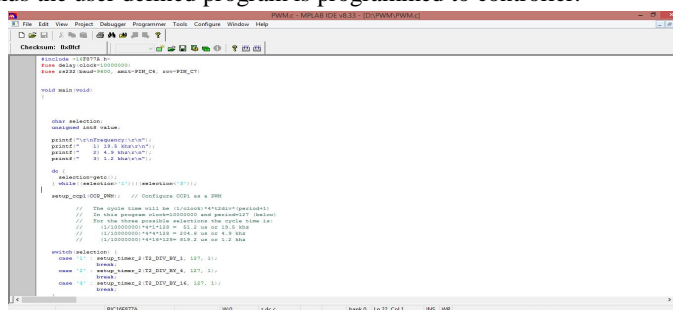 as the user defined program is programmed to controller.
PWM.c - MPLAB IDE v8.33 - [D:\PWM\PWM.c]
File Edit View Project Debugger Programmer Tools Configure Window Help
Checksum: 0x0fcf
#include <16F877A.h>
#use delay(clock=10000000)
#use rs232(baud=9600, xmit=PIN_C6, rcv=PIN_C7)
void main(void)
{
char selection;
unsigned int8 value;
printf("\r\nFrequency:\r\n");
printf(" 1) 19.5 khz\r\n");
printf(" 2) 4.9 khz\r\n");
printf(" 3) 1.2 khz\r\n");
do {
selection=getc();
} while((selection<'1')||(selection>'3'));
setup_ccp1(CCP_PWM); // Configure CCP1 as a PWM
// The cycle time will be (1/clock)*4*t2div*(period+1)
// In this program clock=10000000 and period=127 (below)
// For the three possible selections the cycle time is:
// (1/10000000)*4*1*128 = 51.2 us or 19.5 khz
// (1/10000000)*4*4*128 = 204.8 us or 4.9 khz
// (1/10000000)*4*16*128= 819.2 us or 1.2 khz
switch(selection) {
case '1' : setup_timer_2(T2_DIV_BY_1, 127, 1);
break;
case '2' : setup_timer_2(T2_DIV_BY_4, 127, 1);
break;
case '3' : setup_timer_2(T2_DIV_BY_16, 127, 1);
break;
PIC16F877A W:0 z dc c bank 0 Ln 22, Col 1 INS WR